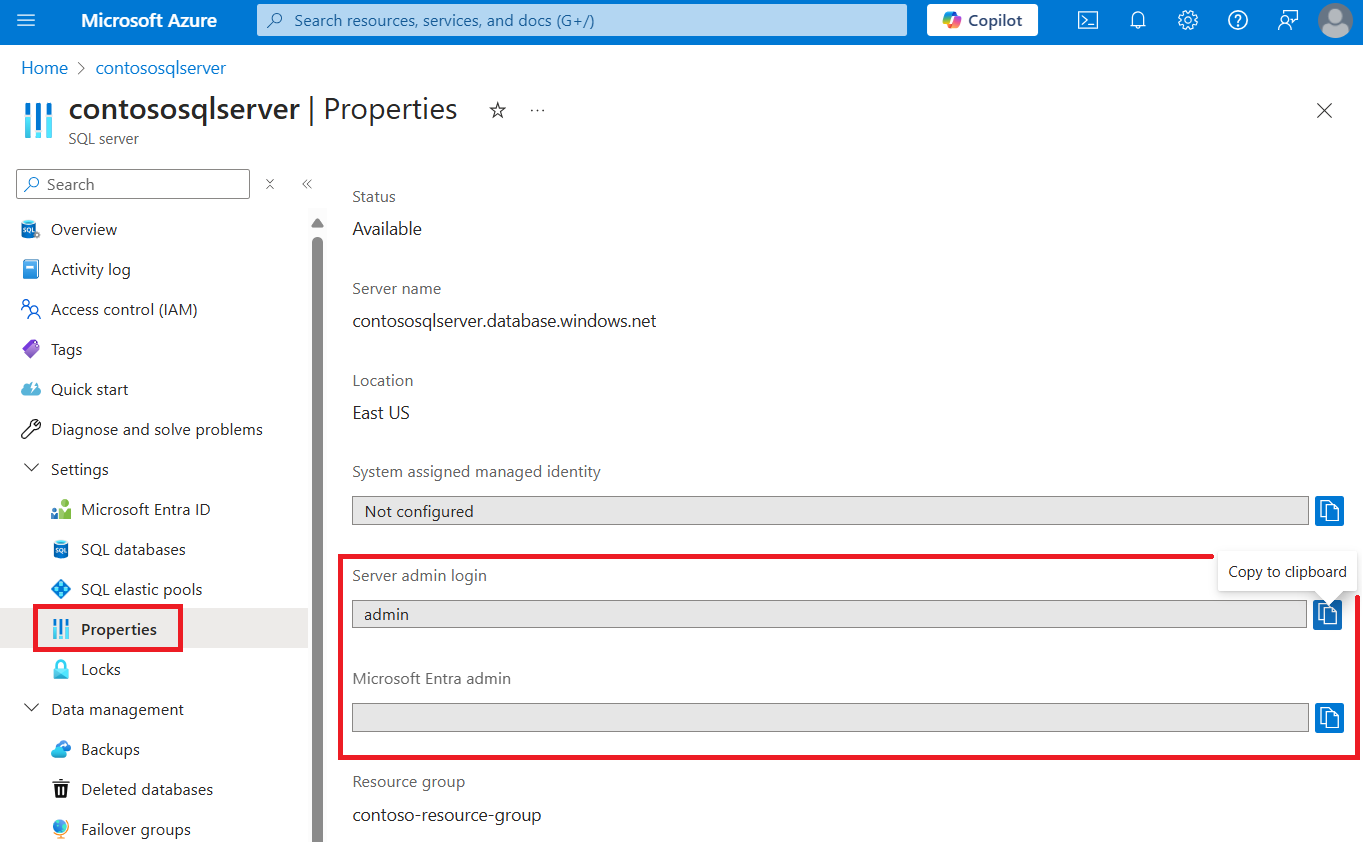 Microsoft Azure
Search resources, services, and docs (G+/)
Copilot
Home > contososqlserver
contososqlserver | Properties
SQL server
Search
Overview
Activity log
Access control (IAM)
Tags
Quick start
Diagnose and solve problems
Settings
Microsoft Entra ID
SQL databases
SQL elastic pools
Properties
Locks
Data management
Backups
Deleted databases
Failover groups
Status
Available
Server name
contososqlserver.database.windows.net
Location
East US
System assigned managed identity
Not configured
Server admin login
Copy to clipboard
admin
Microsoft Entra admin
Resource group
contoso-resource-group